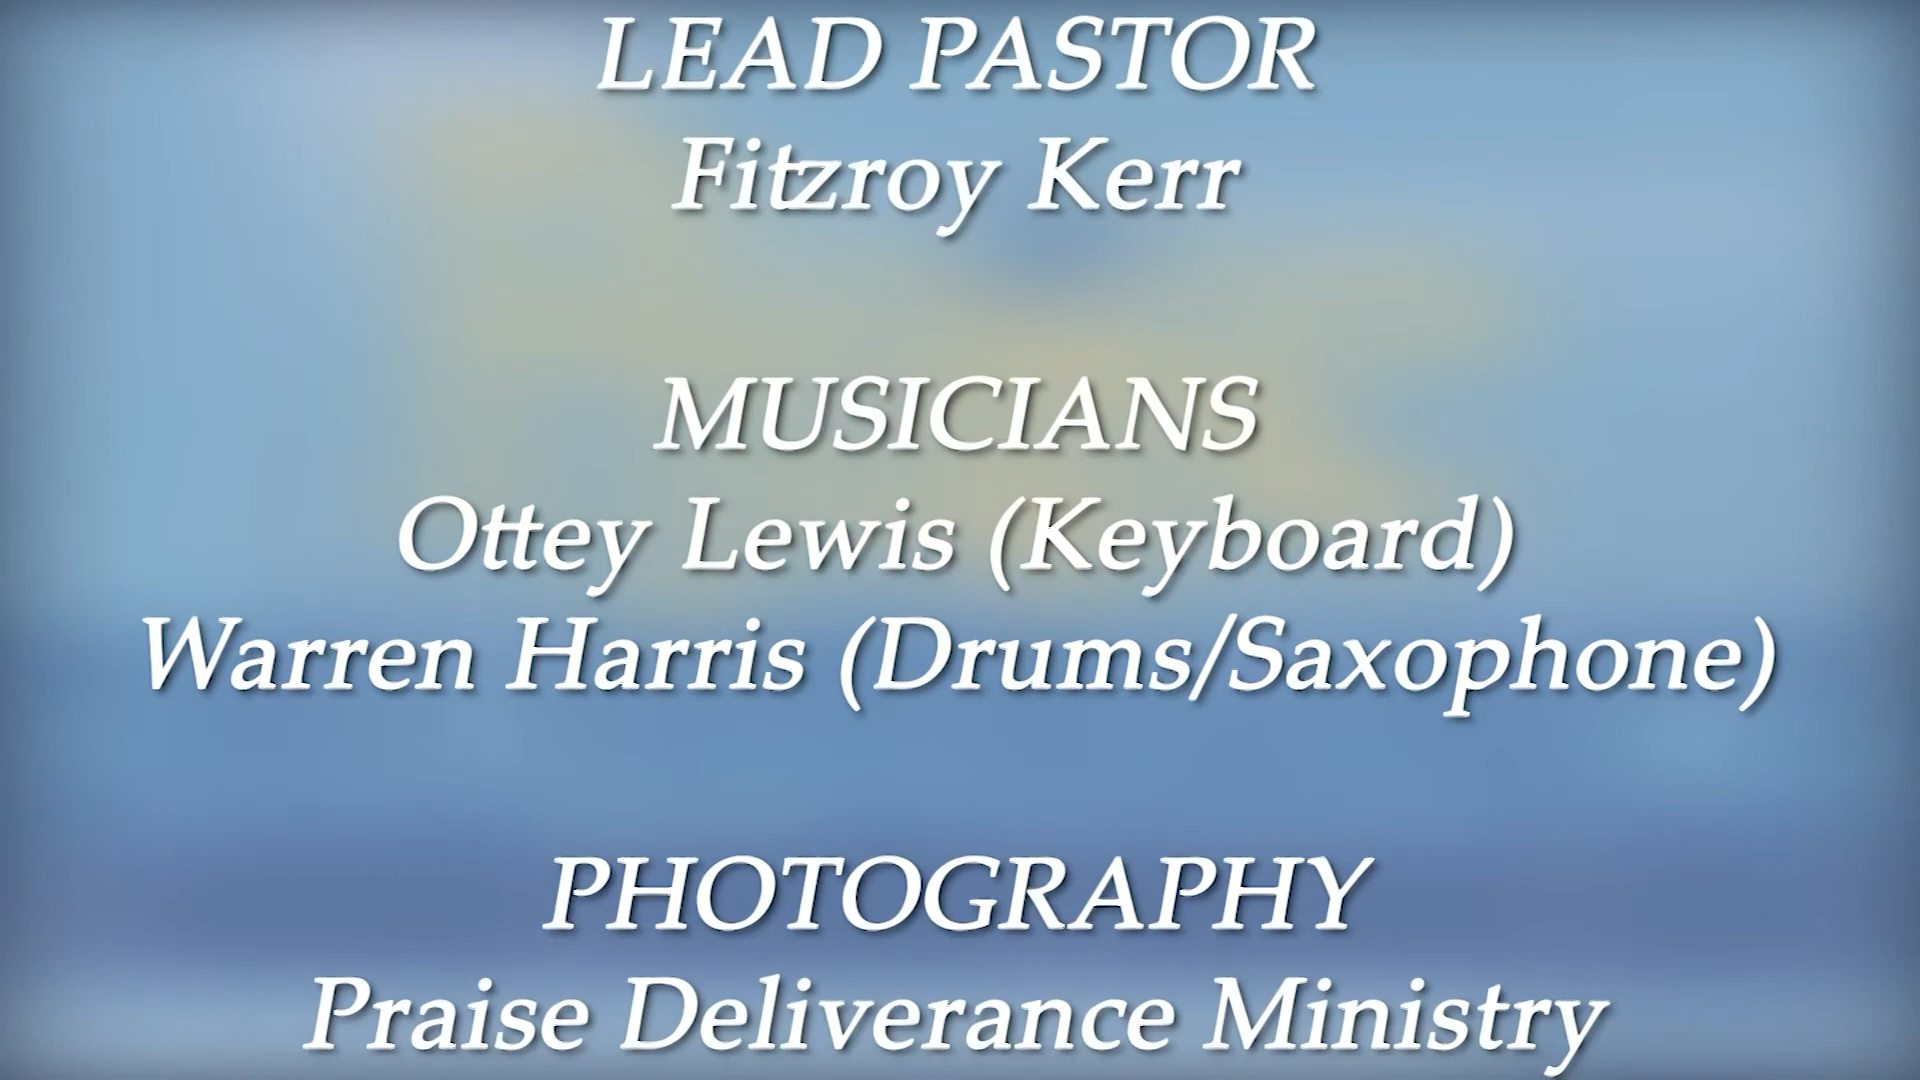 LEAD PASTOR
Fitzroy Kerr
MUSICIANS
Ottey Lewis (Keyboard)
Warren Harris (Drums/Saxophone)
PHOTOGRAPHY
Praise Deliverance Ministry